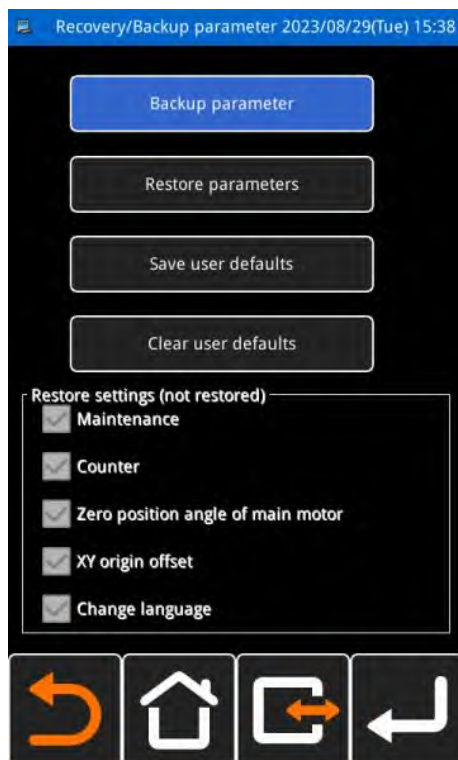 Recovery/Backup parameter 2023/08/29(Tue) 15:38
Backup parameter
Restore parameters
Save user defaults
Clear user defaults
Restore settings (not restored)
Maintenance
Counter
Zero position angle of main motor
XY origin offset
Change language